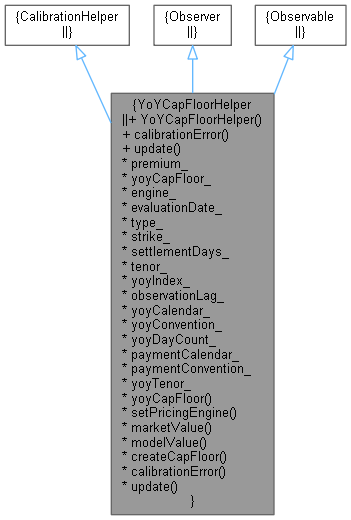 {CalibrationHelper
||}
{Observer
||}
{Observable
||}
{YoYCapFloorHelper
||+ YoYCapFloorHelper()
+ calibrationError()
+ update()
* premium_
* yoyCapFloor_
* engine_
* evaluationDate_
* type_
* strike_
* settlementDays_
* tenor_
* yoyIndex_
* observationLag_
* yoyCalendar_
* yoyConvention_
* yoyDayCount_
* paymentCalendar_
* paymentConvention_
* yoyTenor_
* yoyCapFloor()
* setPricingEngine()
* marketValue()
* modelValue()
* createCapFloor()
* calibrationError()
* update()
}